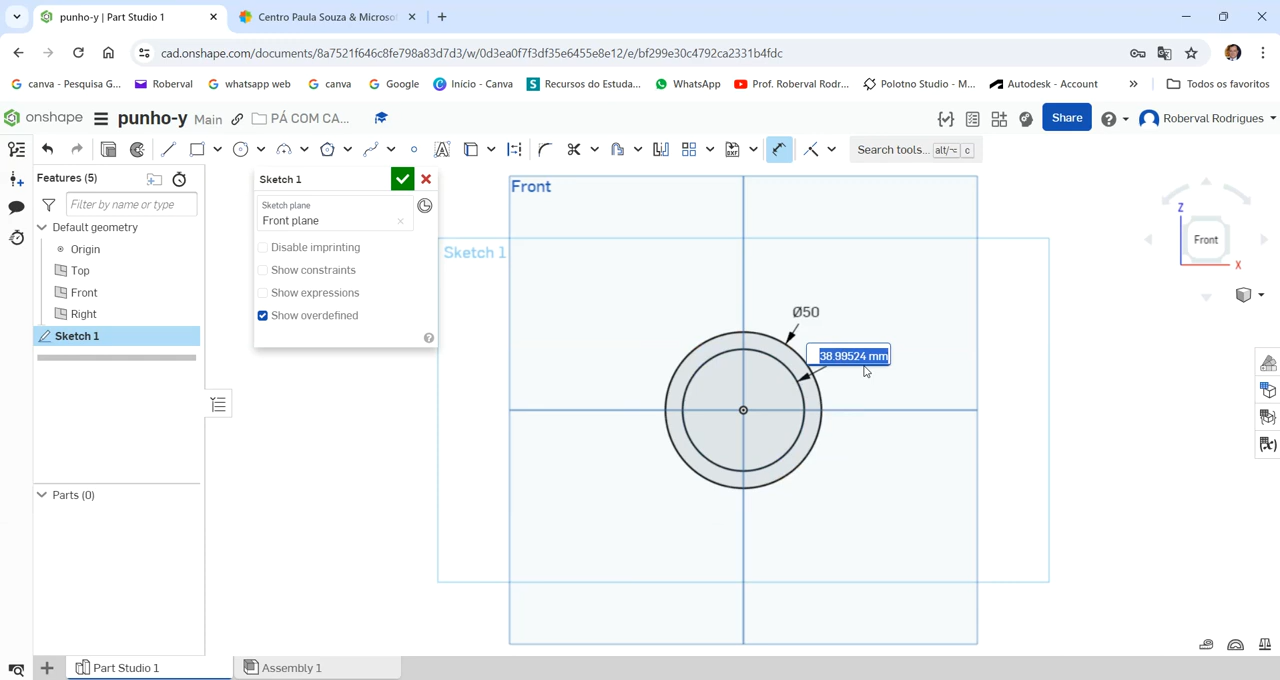 punho-y | Part Studio 1
Centro Paula Souza & Microsof
cad.onshape.com/documents/8a7521f646c8fe798a83d7d3/w/0d3ea0f7f3df35e6455e8e12/e/bf299e30c4792ca2331b4fdc
canva - Pesquisa G...
Roberval
whatsapp web
canva
Google
Início - Canva
Recursos do Estuda...
WhatsApp
Prof. Roberval Rodr...
Polotno Studio - M...
Autodesk - Account
Todos os favoritos
onshape
punho-y
Main
PÁ COM CA...
Share
Roberval Rodrigues
Search tools... alt/⌥ c
Features (5)
Filter by name or type
Default geometry
Origin
Top
Front
Right
Sketch 1
Parts (0)
Sketch 1
Sketch plane
Front plane
Disable imprinting
Show constraints
Show expressions
Show overdefined
Front
Sketch 1
Ø50
38.99524 mm
Z
Front
X
Part Studio 1
Assembly 1